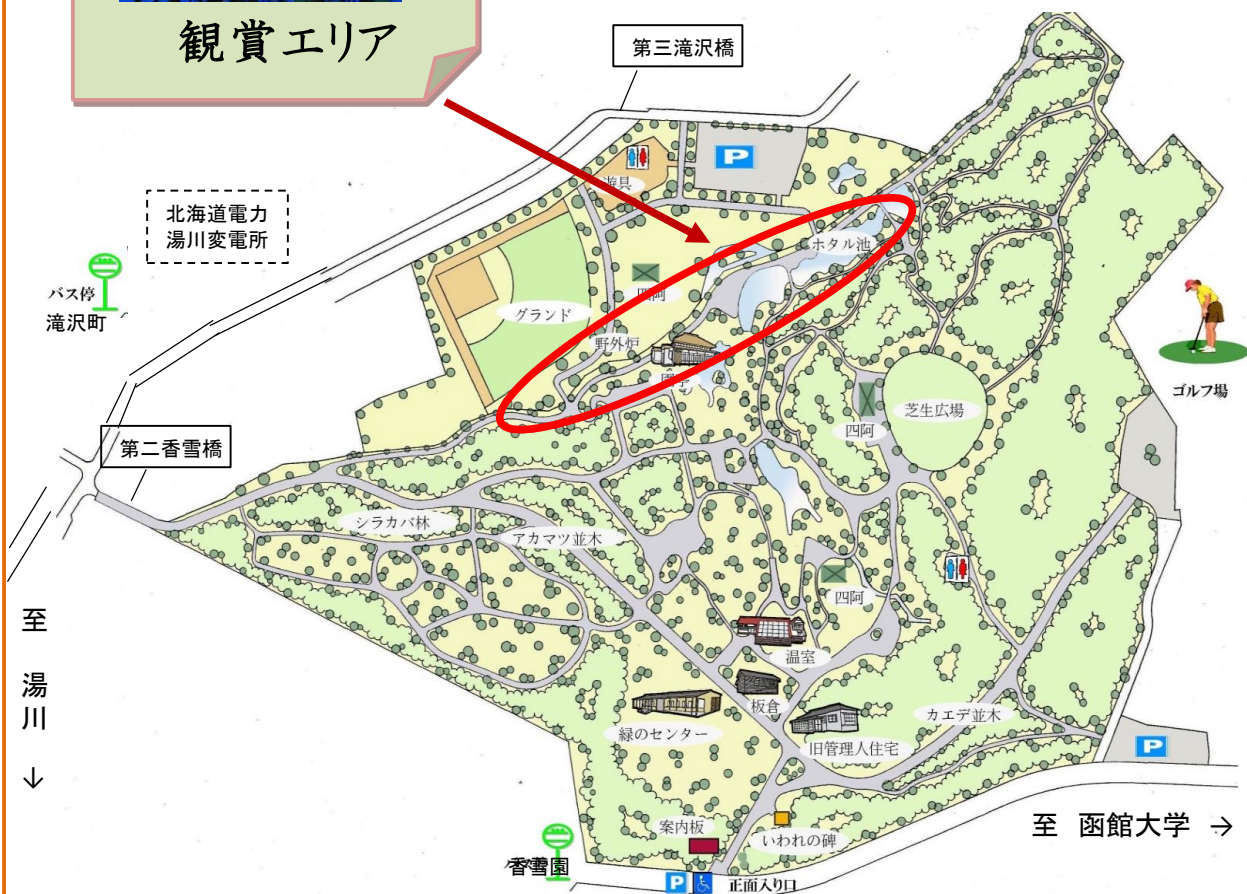 観賞エリア
第三滝沢橋
P
遊具
北海道電力
湯川変電所
ホタル池
バス停
滝沢町
四阿
グランド
野外炉
園亭
ゴルフ場
芝生広場
四阿
第二香雪橋
シラカバ林
アカマツ並木
四阿
至
湯
川
↓
温室
板倉
カエデ並木
緑のセンター
旧管理人住宅
P
案内板
いわれの碑
至 函館大学 →
香雪園
P
正面入り口